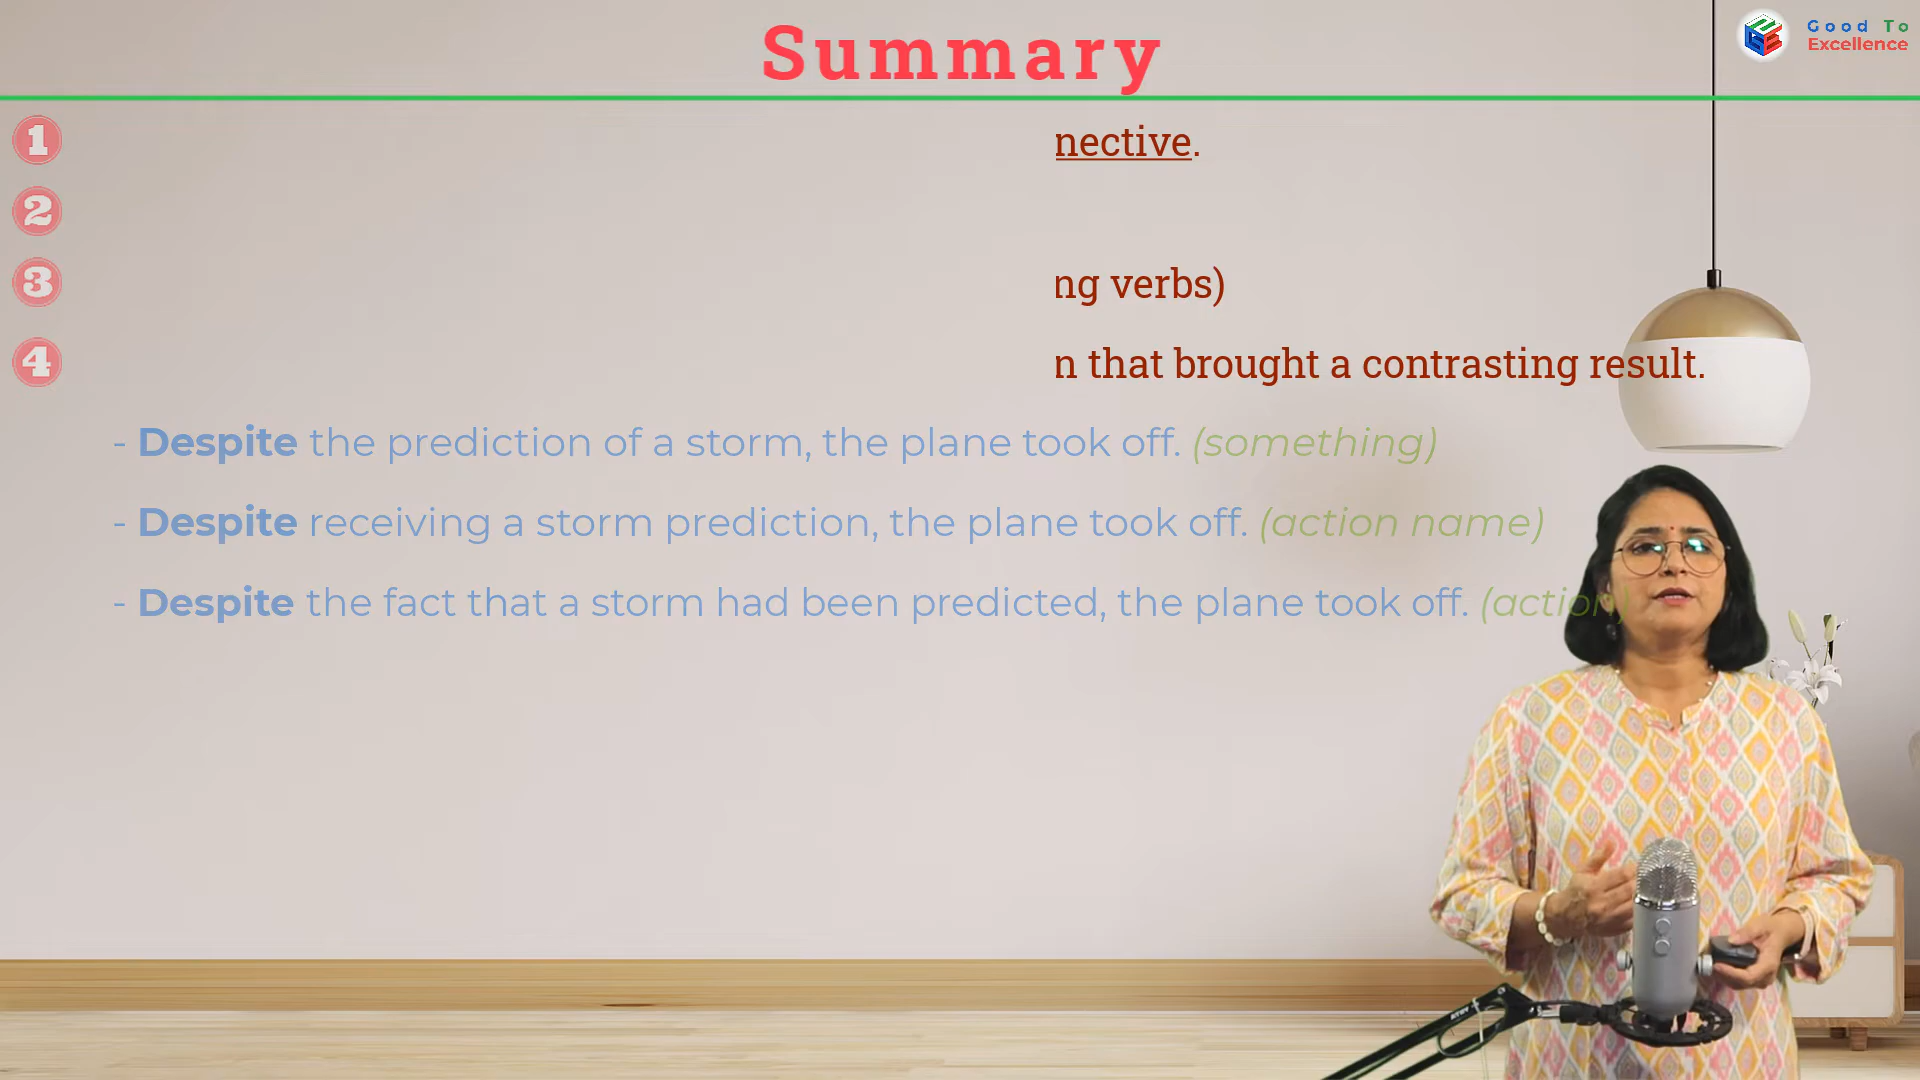 Summary
Good To
Excellence
1
nective.
2
3
ng verbs)
4
n that brought a contrasting result.
- Despite the prediction of a storm, the plane took off. (something)
- Despite receiving a storm prediction, the plane took off. (action name)
- Despite the fact that a storm had been predicted, the plane took off. (action)